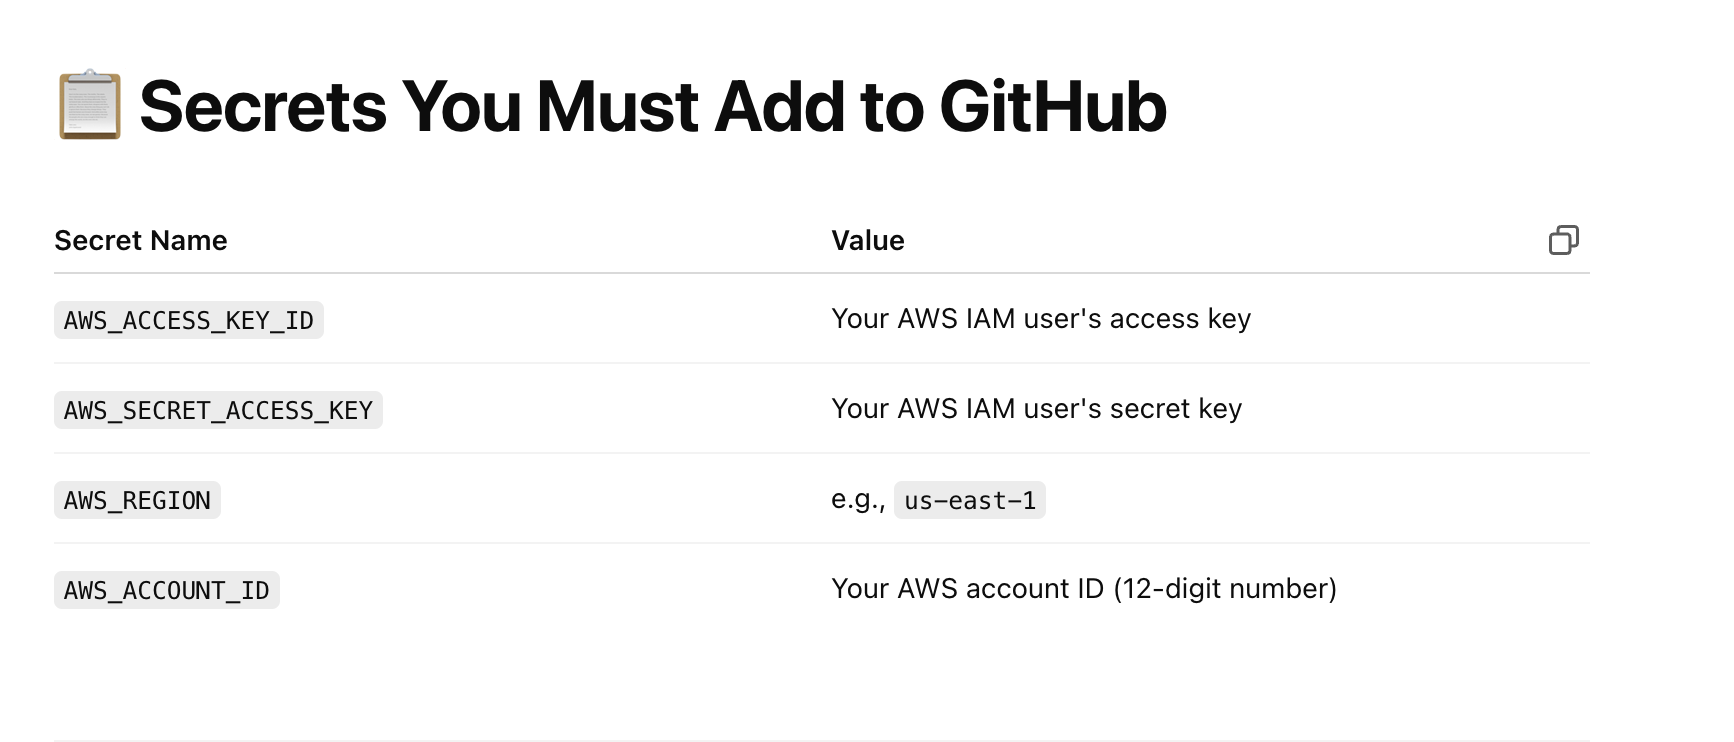 📋 Secrets You Must Add to GitHub
Secret Name Value
AWS_ACCESS_KEY_ID Your AWS IAM user's access key
AWS_SECRET_ACCESS_KEY Your AWS IAM user's secret key
AWS_REGION e.g., us-east-1
AWS_ACCOUNT_ID Your AWS account ID (12-digit number)